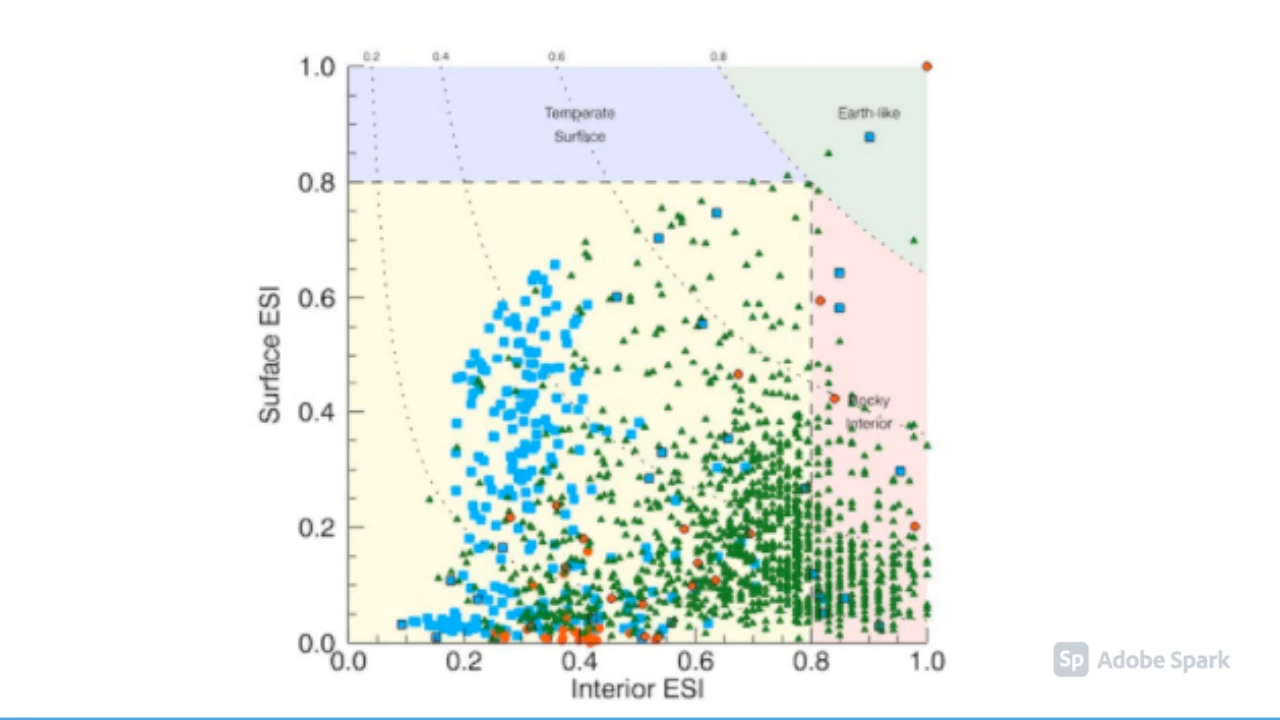 0.2 0.4 0.6 0.8
1.0
Earth-like
Temperate
Surface
0.8
0.6
Surface ESI
0.4
Rocky
Interior
0.2
0.0
0.0 0.2 0.4 0.6 0.8 1.0
Interior ESI
Sp Adobe Spark